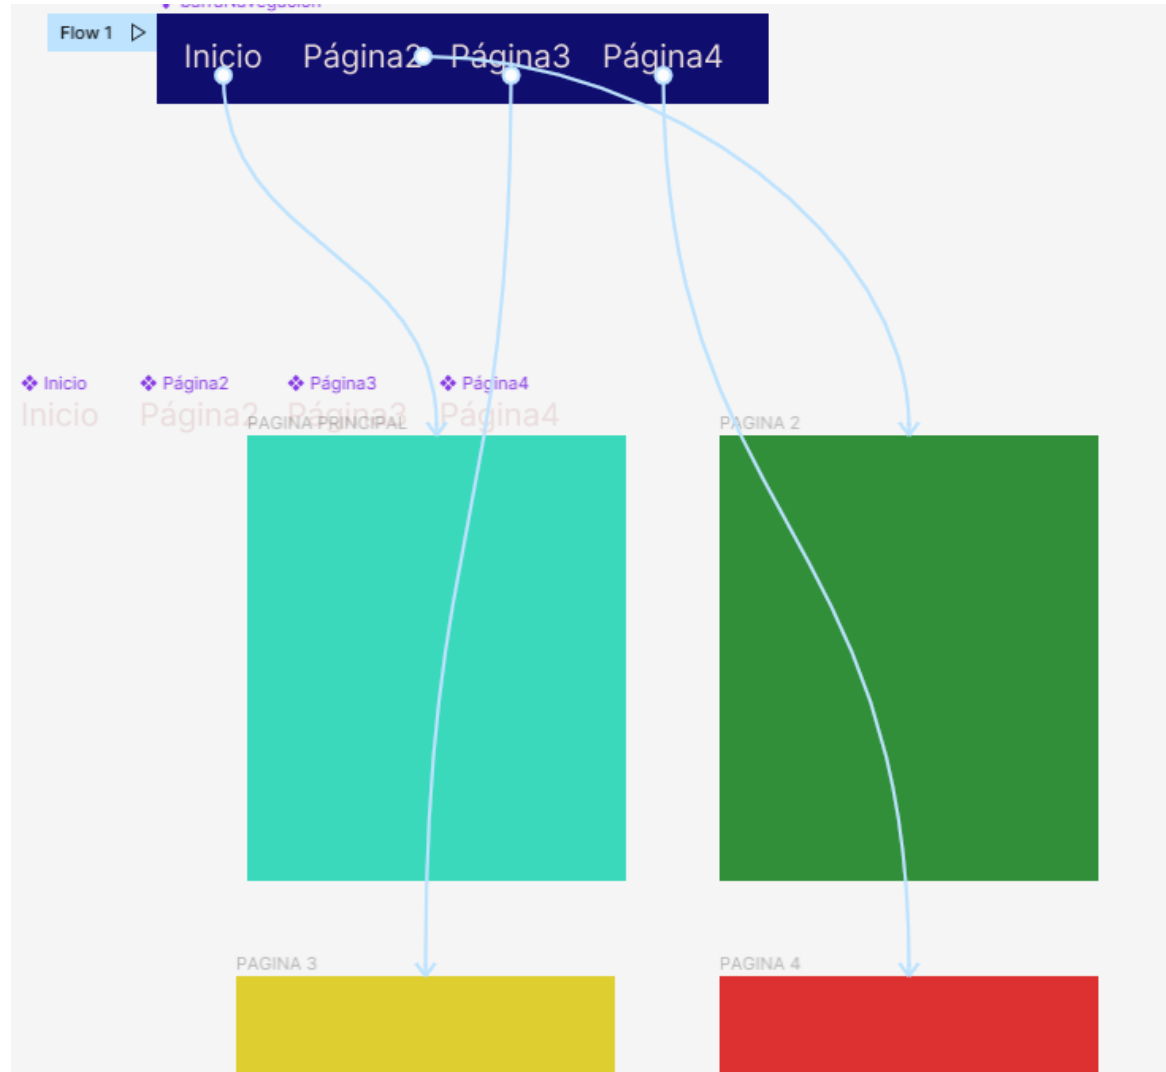 Flow 1
Inicio Página2 Página3 Página4
Inicio Página2 Página3 Página4
Inicio Página2 Página3 Página4
PAGINA PRINCIPAL PAGINA 2
PAGINA 3 PAGINA 4